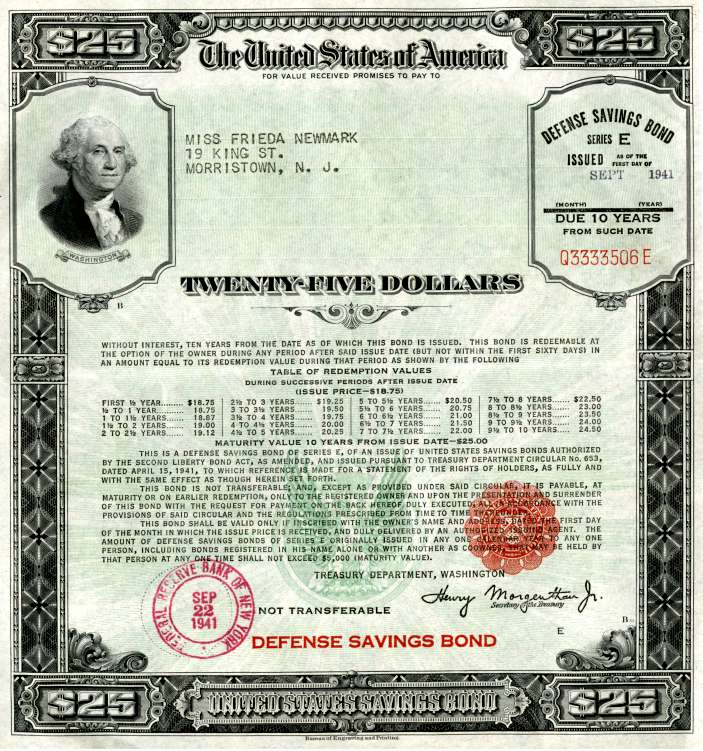 $25 $25
The United States of America
FOR VALUE RECEIVED PROMISES TO PAY TO
MISS FRIEDA NEWMARK
19 KING ST.
MORRISTOWN, N. J.
WASHINGTON
DEFENSE SAVINGS BOND
SERIES E
ISSUED AS OF THE FIRST DAY OF
SEPT 1941
(MONTH) (YEAR)
DUE 10 YEARS
FROM SUCH DATE
Q3333506E
TWENTY-FIVE DOLLARS
B
WITHOUT INTEREST, TEN YEARS FROM THE DATE AS OF WHICH THIS BOND IS ISSUED. THIS BOND IS REDEEMABLE AT
THE OPTION OF THE OWNER DURING ANY PERIOD AFTER SAID ISSUE DATE (BUT NOT WITHIN THE FIRST SIXTY DAYS) IN
AN AMOUNT EQUAL TO ITS REDEMPTION VALUE DURING THAT PERIOD AS SHOWN BY THE FOLLOWING
TABLE OF REDEMPTION VALUES
DURING SUCCESSIVE PERIODS AFTER ISSUE DATE
(ISSUE PRICE—$18.75)
FIRST ½ YEAR...... $18.75 2½ TO 3 YEARS...... $19.25 5 TO 5½ YEARS...... $20.50 7½ TO 8 YEARS...... $22.50
½ TO 1 YEAR...... 18.75 3 TO 3½ YEARS...... 19.50 5½ TO 6 YEARS...... 20.75 8 TO 8½ YEARS...... 23.00
1 TO 1½ YEARS...... 18.87 3½ TO 4 YEARS...... 19.75 6 TO 6½ YEARS...... 21.00 8½ TO 9 YEARS...... 23.50
1½ TO 2 YEARS...... 19.00 4 TO 4½ YEARS...... 20.00 6½ TO 7 YEARS...... 21.50 9 TO 9½ YEARS...... 24.00
2 TO 2½ YEARS...... 19.12 4½ TO 5 YEARS...... 20.25 7 TO 7½ YEARS...... 22.00 9½ TO 10 YEARS...... 24.50
MATURITY VALUE 10 YEARS FROM ISSUE DATE—$25.00
THIS IS A DEFENSE BOND OF SERIES E, OF AN ISSUE OF UNITED STATES SAVINGS BONDS AUTHORIZED
BY THE SECOND LIBERTY BOND ACT, AS AMENDED, AND ISSUED PURSUANT TO TREASURY DEPARTMENT CIRCULAR NO. 653,
DATED APRIL 15, 1941, TO WHICH REFERENCE IS MADE FOR A STATEMENT OF THE RIGHTS OF HOLDERS, AS FULLY AND
WITH THE SAME EFFECT AS THOUGH HEREIN SET FORTH.
THIS BOND IS NOT TRANSFERABLE; AND, EXCEPT AS PROVIDED UNDER SAID CIRCULAR, IT IS PAYABLE, AT
MATURITY OR ON EARLIER REDEMPTION, ONLY TO THE REGISTERED OWNER AND UPON THE PRESENTATION AND SURRENDER
OF THIS BOND WITH THE REQUEST FOR PAYMENT ON THE BACK HEREOF DULY EXECUTED ALL IN ACCORDANCE WITH THE
PROVISIONS OF SAID CIRCULAR AND THE REGULATIONS PRESCRIBED FROM TIME TO TIME THEREUNDER.
THIS BOND SHALL BE VALID ONLY IF INSCRIBED WITH THE OWNER'S NAME AND ADDRESS, DATED THE FIRST DAY
OF THE MONTH IN WHICH THE ISSUE PRICE IS RECEIVED, AND DULY DELIVERED BY AN AUTHORIZED ISSUING AGENT. THE
AMOUNT OF DEFENSE SAVINGS BONDS OF SERIES E ORIGINALLY ISSUED IN ANY ONE CALENDAR YEAR TO ANY ONE
PERSON, INCLUDING BONDS REGISTERED IN HIS NAME ALONE OR WITH ANOTHER AS COOWNER, THAT MAY BE HELD BY
THAT PERSON AT ANY ONE TIME SHALL NOT EXCEED $5,000 (MATURITY VALUE).
TREASURY DEPARTMENT, WASHINGTON
FEDERAL RESERVE BANK OF NEW YORK
SEP
22
1941
NOT TRANSFERABLE
Henry Morgenthau Jr.
Secretary of the Treasury
B
E
DEFENSE SAVINGS BOND
$25 UNITED STATES SAVINGS BOND $25
Bureau of Engraving and Printing.